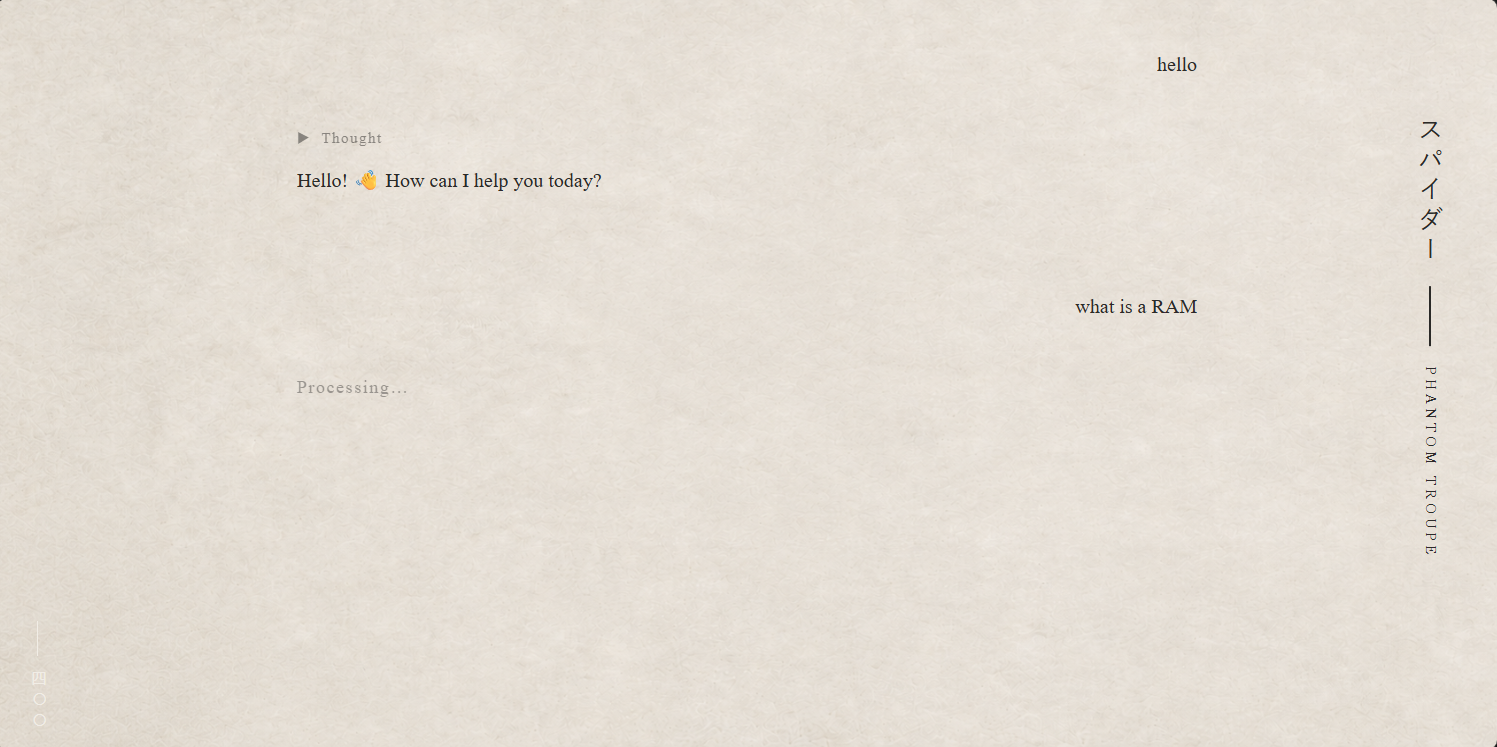 hello
▶ Thought
Hello! 👋 How can I help you today?
what is a RAM
Processing...
スパイダー
PHANTOM TROUPE
四〇〇